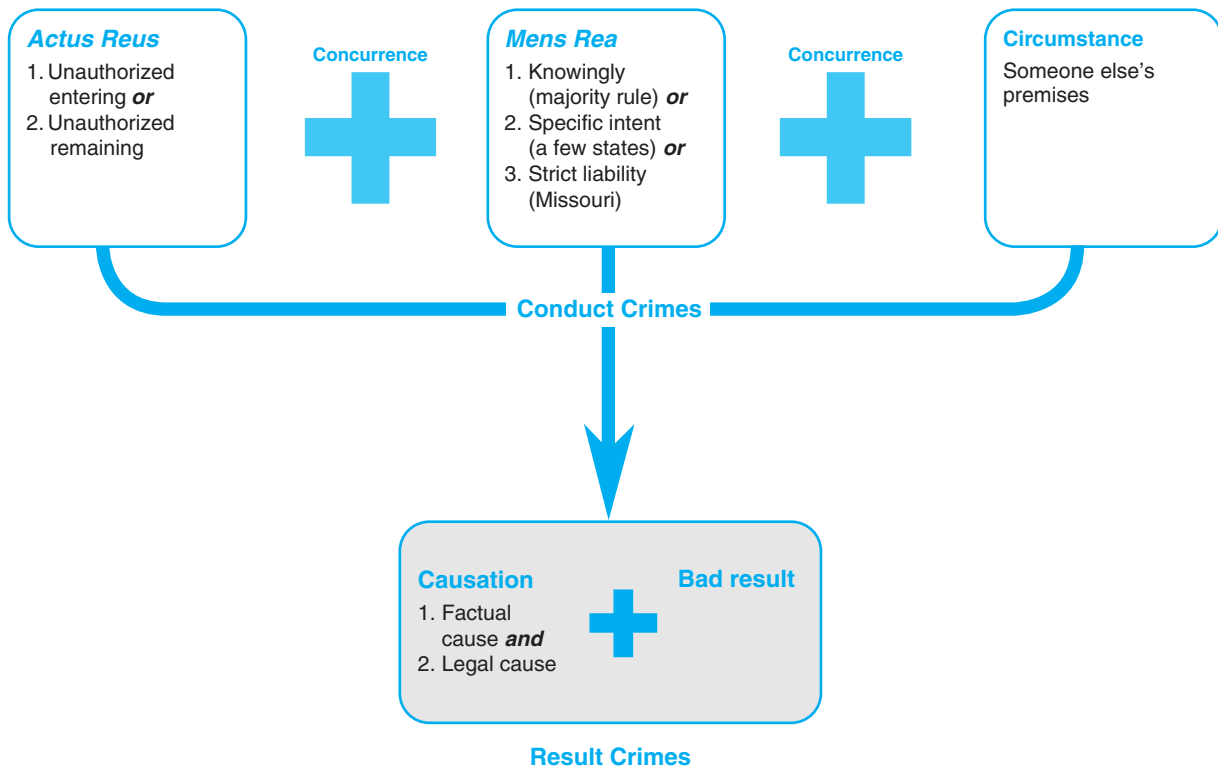 Actus Reus
1. Unauthorized
entering or
2. Unauthorized
remaining
Concurrence
Mens Rea
1. Knowingly
(majority rule) or
2. Specific intent
(a few states) or
3. Strict liability
(Missouri)
Concurrence
Circumstance
Someone else's
premises
Conduct Crimes
Causation
1. Factual
cause and
2. Legal cause
Bad result
Result Crimes